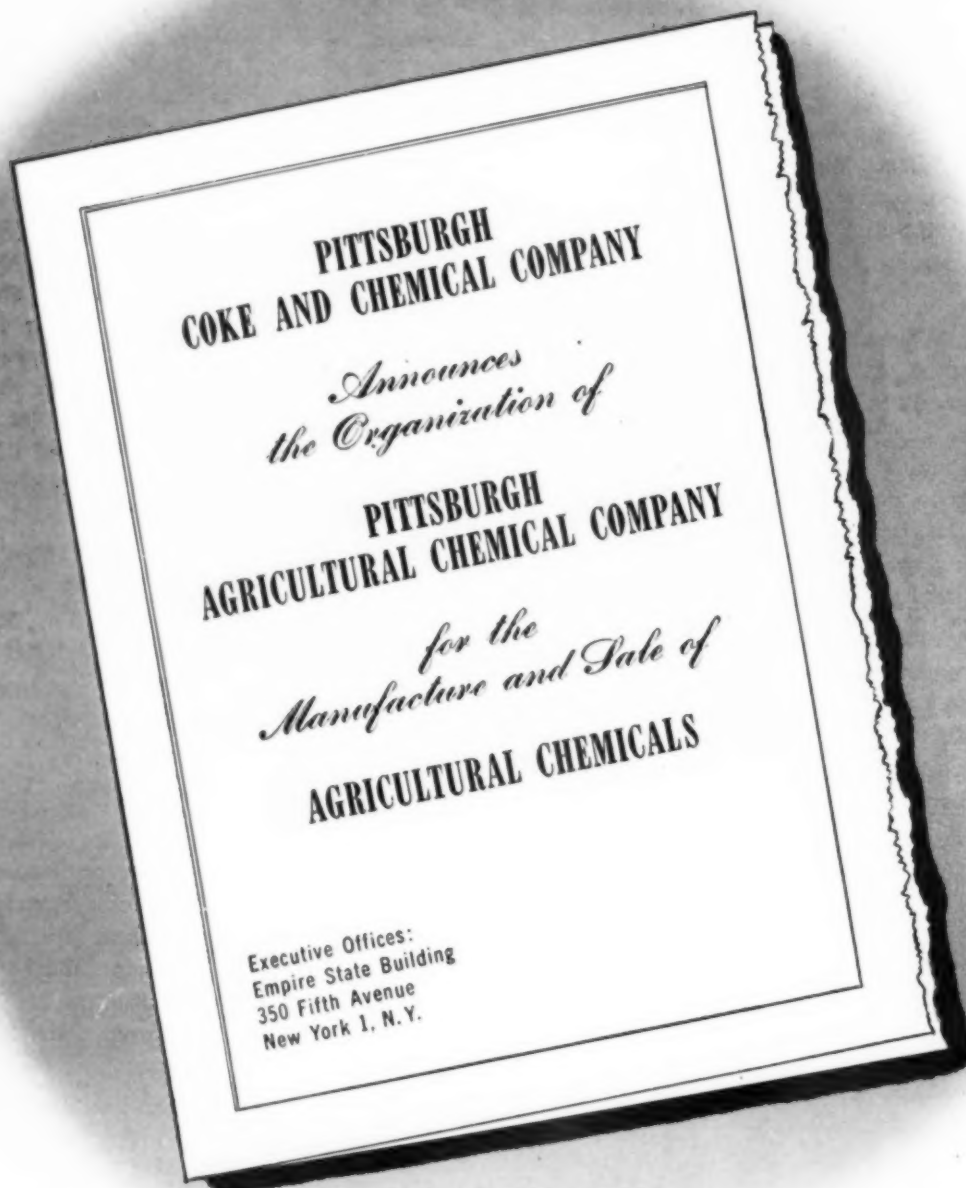 PITTSBURGH
COKE AND CHEMICAL COMPANY
Announces
the Organization of
PITTSBURGH
AGRICULTURAL CHEMICAL COMPANY
for the
Manufacture and Sale of
AGRICULTURAL CHEMICALS
Executive Offices:
Empire State Building
350 Fifth Avenue
New York 1, N.Y.